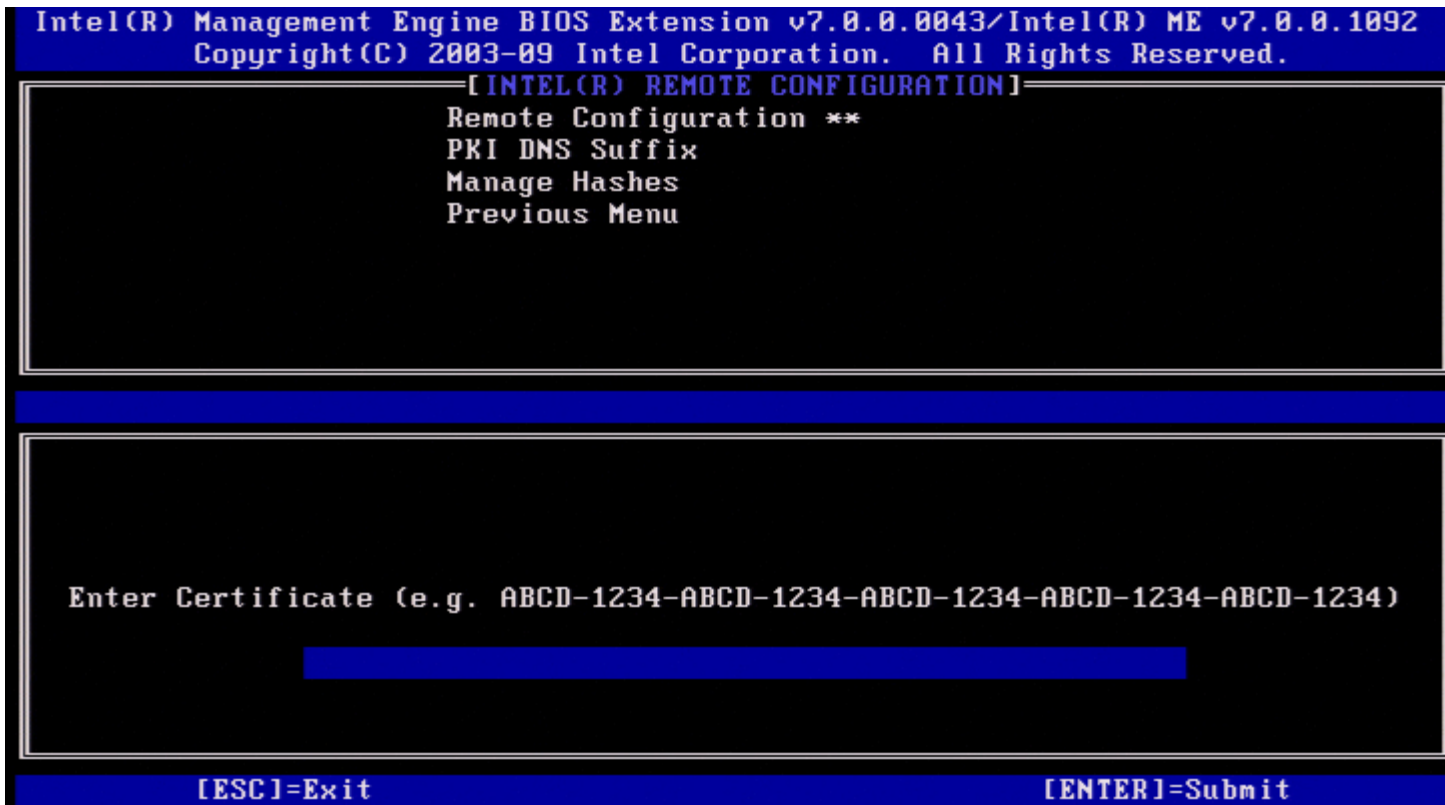 Intel(R) Management Engine BIOS Extension v7.0.0.0043/Intel(R) ME v7.0.0.1092
Copyright(C) 2003-09 Intel Corporation. All Rights Reserved.
[INTEL(R) REMOTE CONFIGURATION]
Remote Configuration **
PKI DNS Suffix
Manage Hashes
Previous Menu
Enter Certificate (e.g. ABCD-1234-ABCD-1234-ABCD-1234-ABCD-1234-ABCD-1234)
[ESC]=Exit [ENTER]=Submit